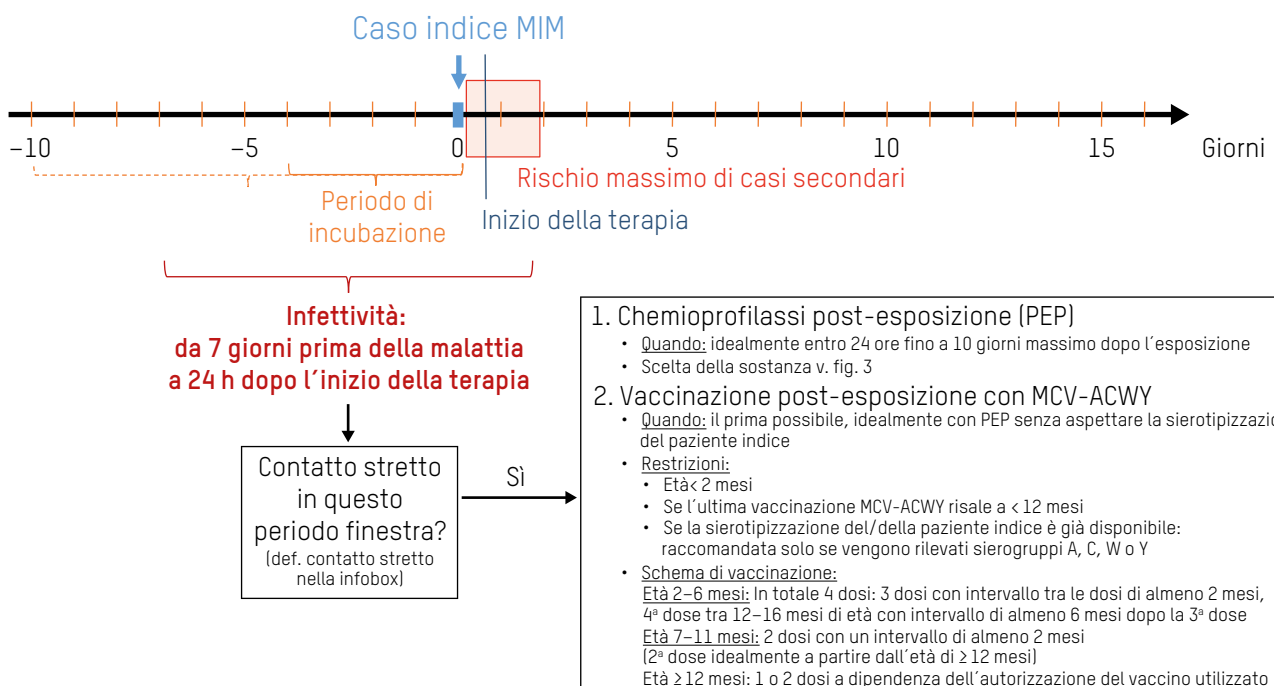 Caso indice MIM
−10
−5
0
5
10
15
Giorni
Rischio massimo di casi secondari
Periodo di
incubazione
Inizio della terapia
Infettività:
da 7 giorni prima della malattia
a 24 h dopo l´inizio della terapia
Contatto stretto
in questo
periodo finestra?
(def. contatto stretto
nella infobox)
Sì
1. Chemioprofilassi post-esposizione (PEP)
• Quando: idealmente entro 24 ore fino a 10 giorni massimo dopo l´esposizione
• Scelta della sostanza v. fig. 3
2. Vaccinazione post-esposizione con MCV-ACWY
• Quando: il prima possibile, idealmente con PEP senza aspettare la sierotipizzazio
del paziente indice
• Restrizioni:
• Età< 2 mesi
• Se l´ultima vaccinazione MCV-ACWY risale a < 12 mesi
• Se la sierotipizzazione del/della paziente indice è già disponibile:
raccomandata solo se vengono rilevati sierogruppi A, C, W o Y
• Schema di vaccinazione:
Età 2–6 mesi: In totale 4 dosi: 3 dosi con intervallo tra le dosi di almeno 2 mesi,
4ª dose tra 12–16 mesi di età con intervallo di almeno 6 mesi dopo la 3ª dose
Età 7–11 mesi: 2 dosi con un intervallo di almeno 2 mesi
(2ª dose idealmente a partire dall´età di ≥ 12 mesi)
Età ≥ 12 mesi: 1 o 2 dosi a dipendenza dell´autorizzazione del vaccino utilizzato